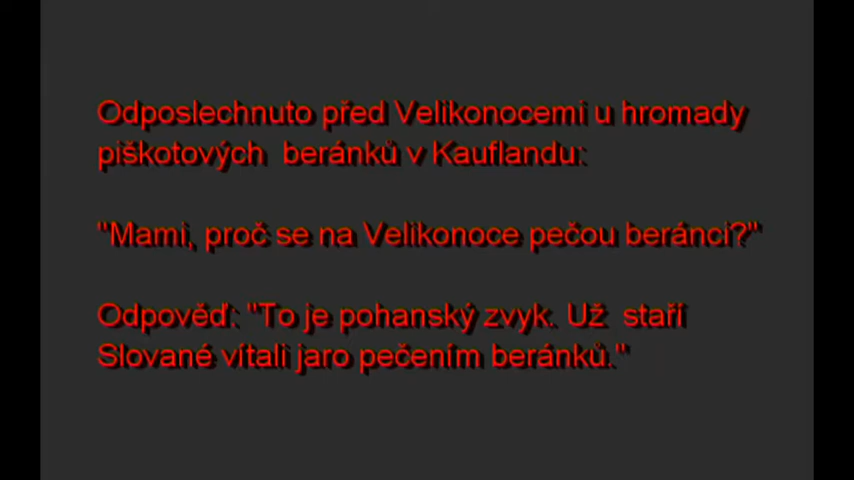 Odposlechnuto před Velikonocemi u hromady
piškotových beránků v Kauflandu:
"Mami, proč se na Velikonoce pečou beránci?"
Odpověď: "To je pohanský zvyk. Už staří
Slované vítali jaro pečením beránků."